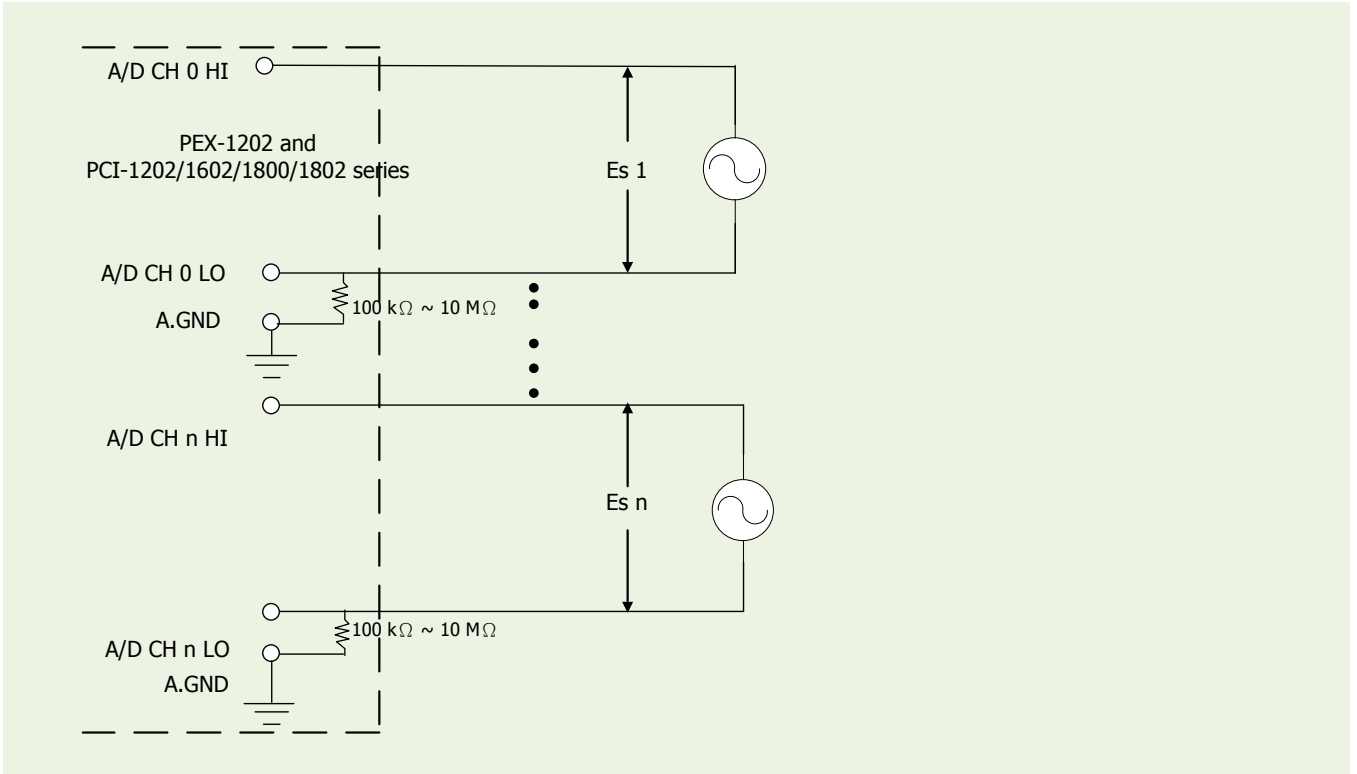 A/D CH 0 HI
PEX-1202 and
PCI-1202/1602/1800/1802 series
Es 1
A/D CH 0 LO
100 kΩ ~ 10 MΩ
A.GND
A/D CH n HI
Es n
100 kΩ ~ 10 MΩ
A/D CH n LO
A.GND